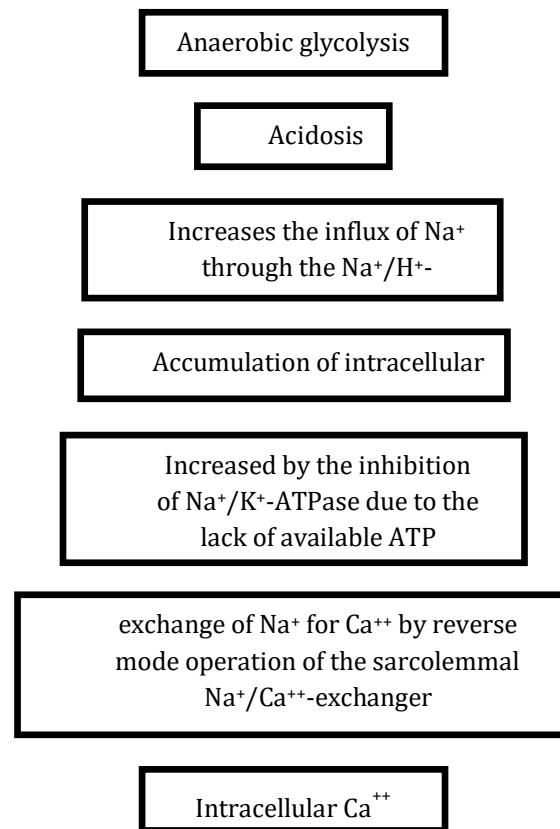 Anaerobic glycolysis
Acidosis
Increases the influx of Na⁺
through the Na⁺/H⁺-
Accumulation of intracellular
Increased by the inhibition
of Na⁺/K⁺-ATPase due to the
lack of available ATP
exchange of Na⁺ for Ca⁺⁺ by reverse
mode operation of the sarcolemmal
Na⁺/Ca⁺⁺-exchanger
Intracellular Ca⁺⁺